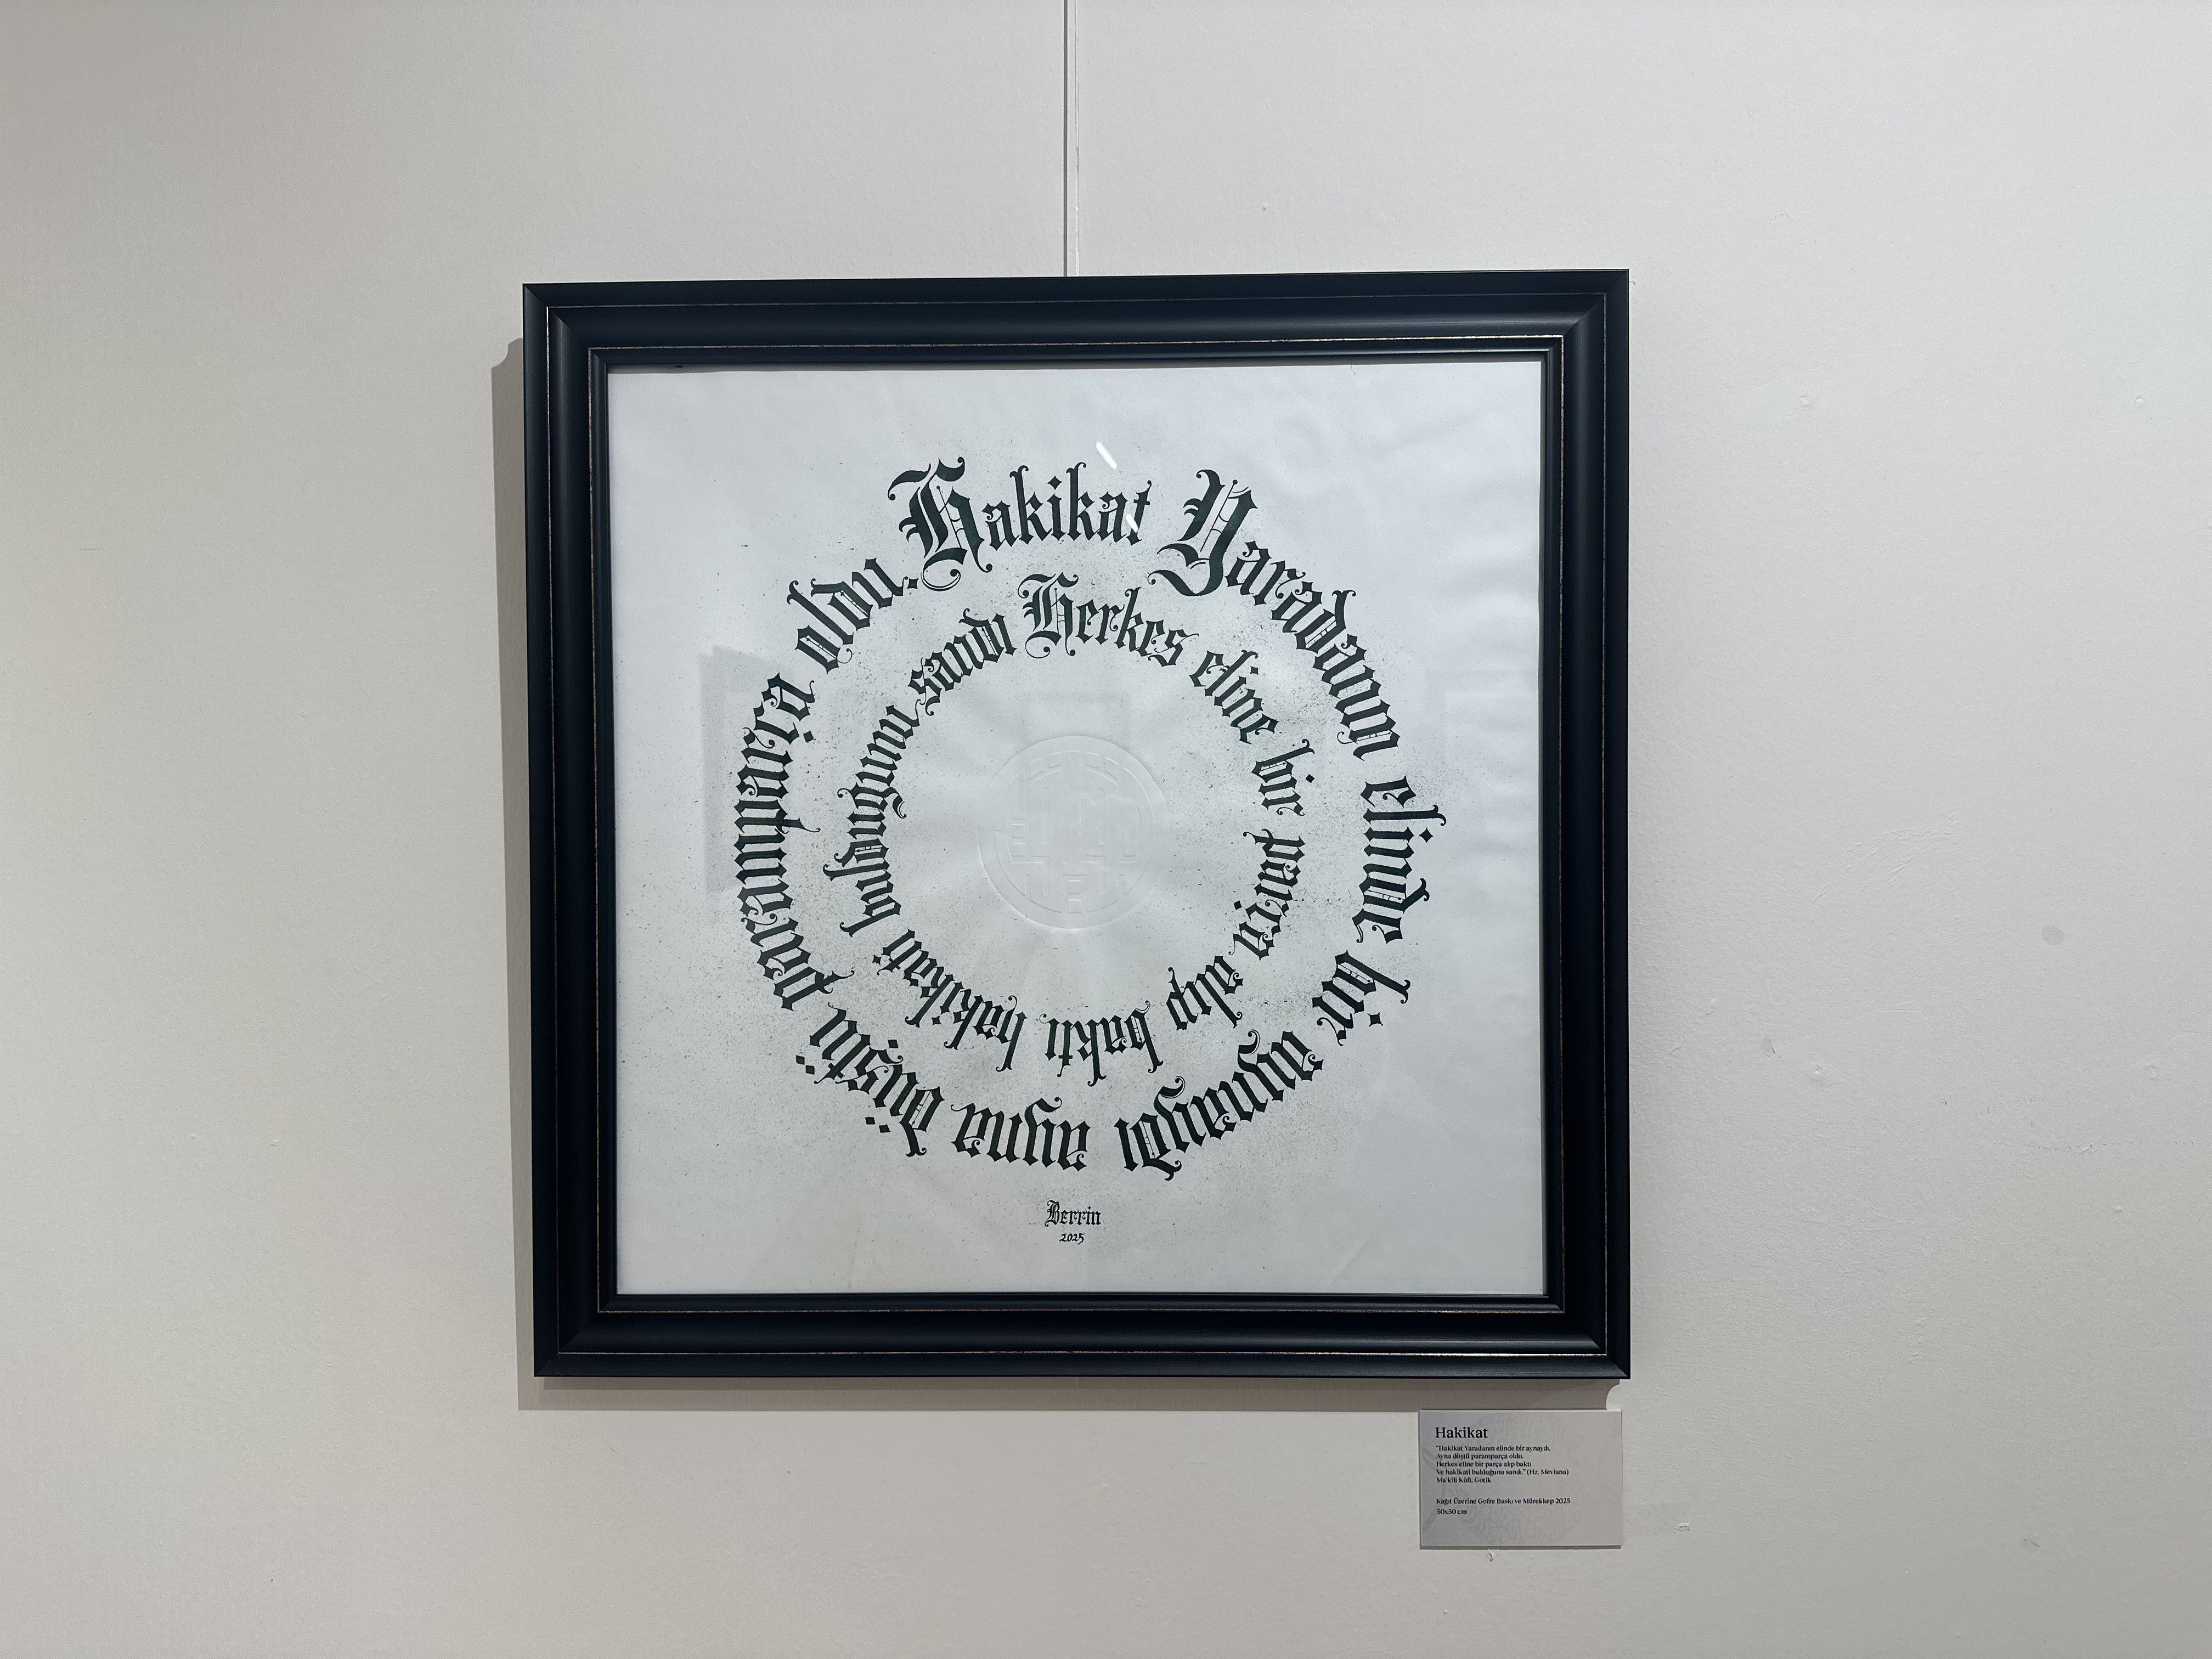 Hakikat Yaradanın elinde bir aynaydı ayna düştü paramparça oldu.
Herkes eline bir parça alıp baktı hakikati bulduğunu sandı
Berrin
2025
Hakikat
"Hakikat Yaradanın elinde bir aynaydı.
Ayna düştü paramparça oldu.
Herkes eline bir parça alıp baktı
Ve hakikati bulduğunu sandı." (Hz. Mevlana)
Ma'kıli Kûfi, Gotik
Kağıt Üzerine Gofre Baskı ve Mürekkep 2025
50x50 cm